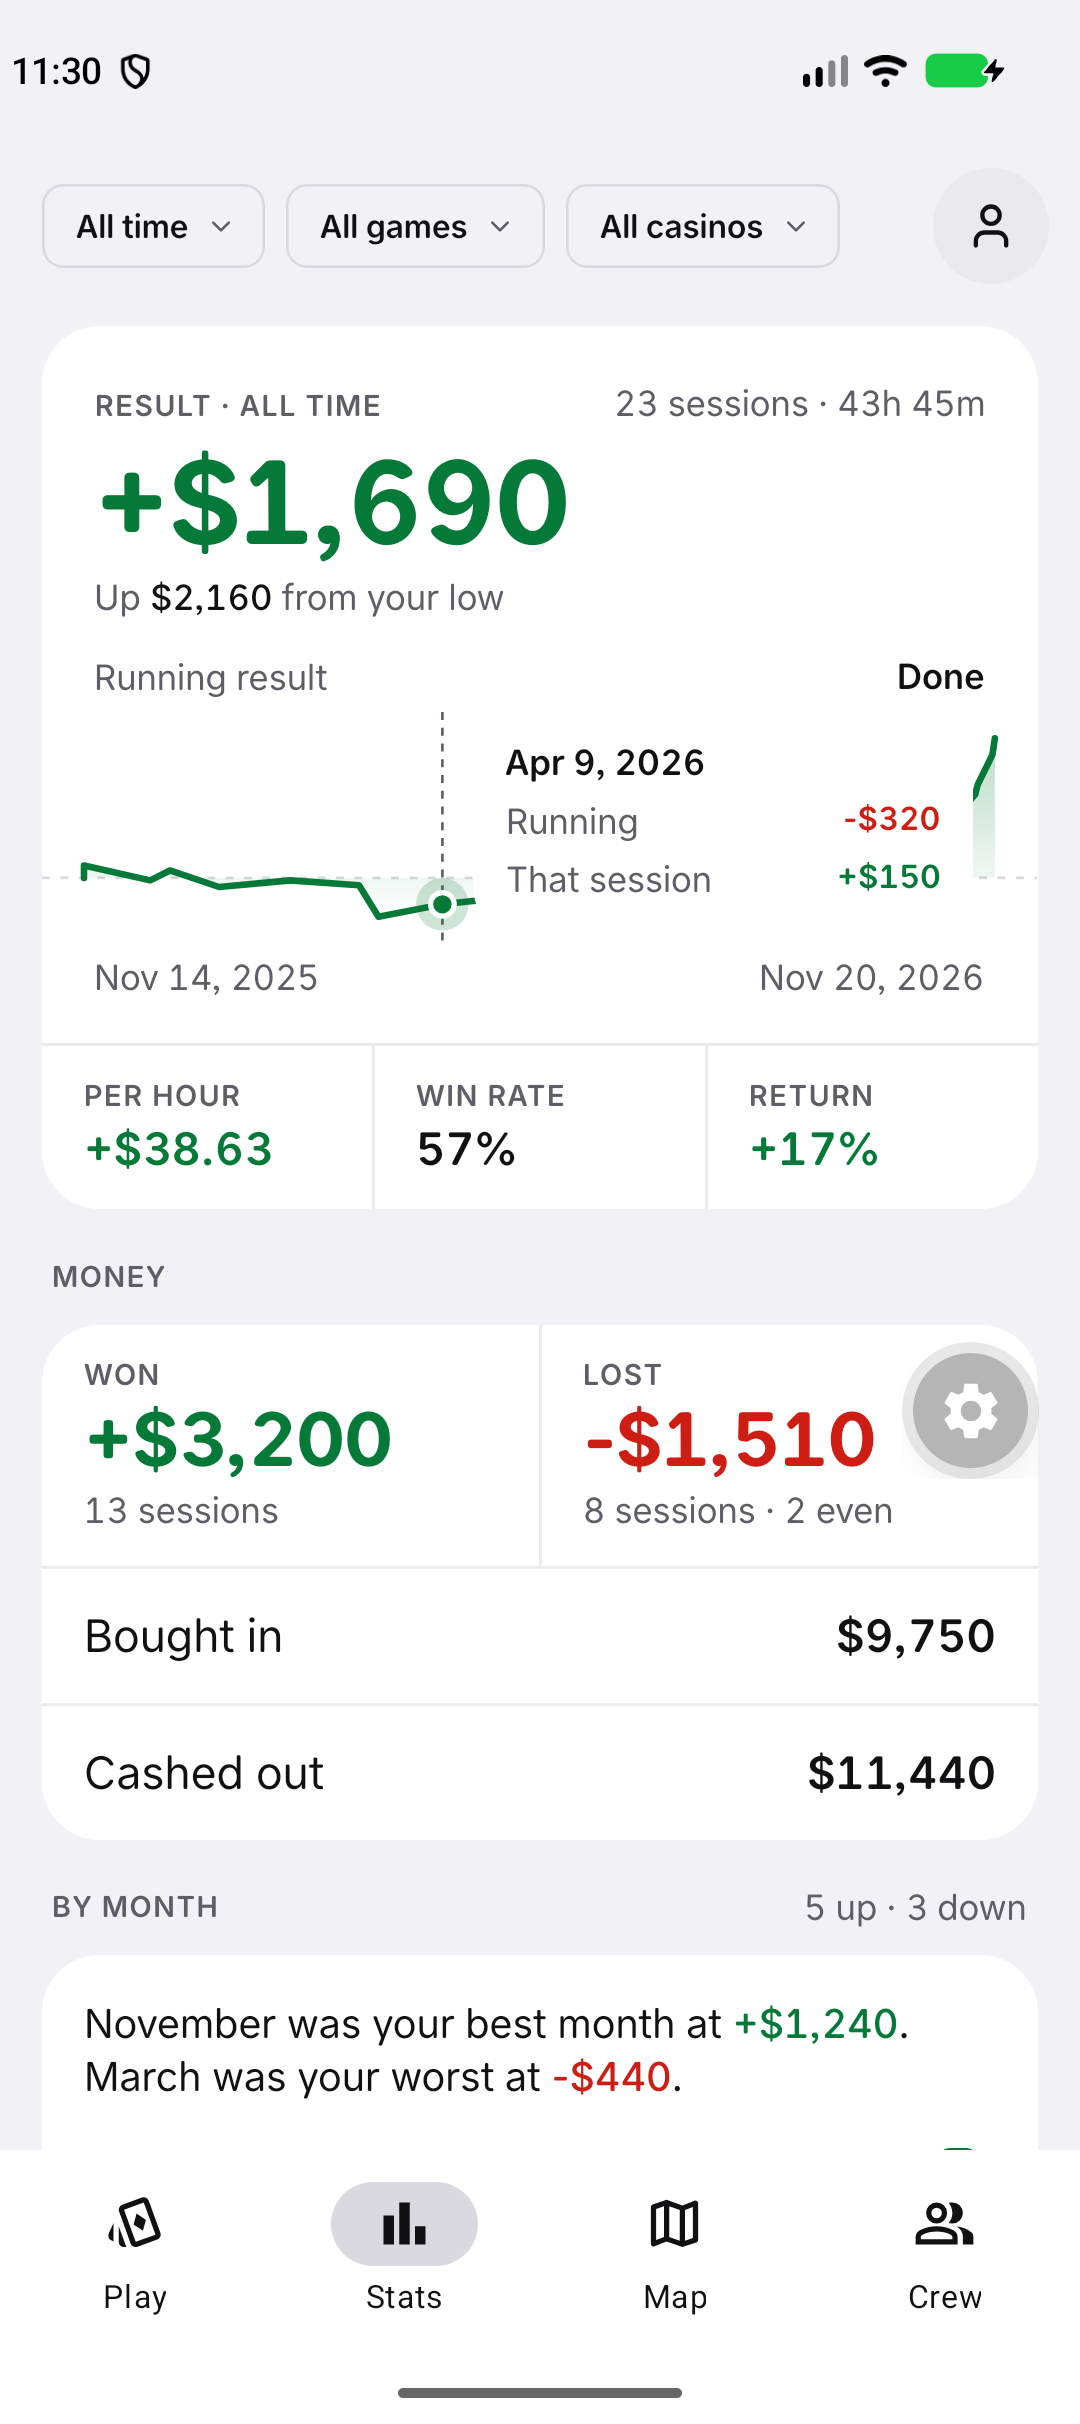 11:30
All time
All games
All casinos
RESULT · ALL TIME
23 sessions · 43h 45m
+$1,690
Up $2,160 from your low
Running result
Done
Apr 9, 2026
Running -$320
That session +$150
Nov 14, 2025
Nov 20, 2026
PER HOUR
+$38.63
WIN RATE
57%
RETURN
+17%
MONEY
WON
+$3,200
13 sessions
LOST
-$1,510
8 sessions · 2 even
Bought in $9,750
Cashed out $11,440
BY MONTH
5 up · 3 down
November was your best month at +$1,240.
March was your worst at -$440.
Play
Stats
Map
Crew